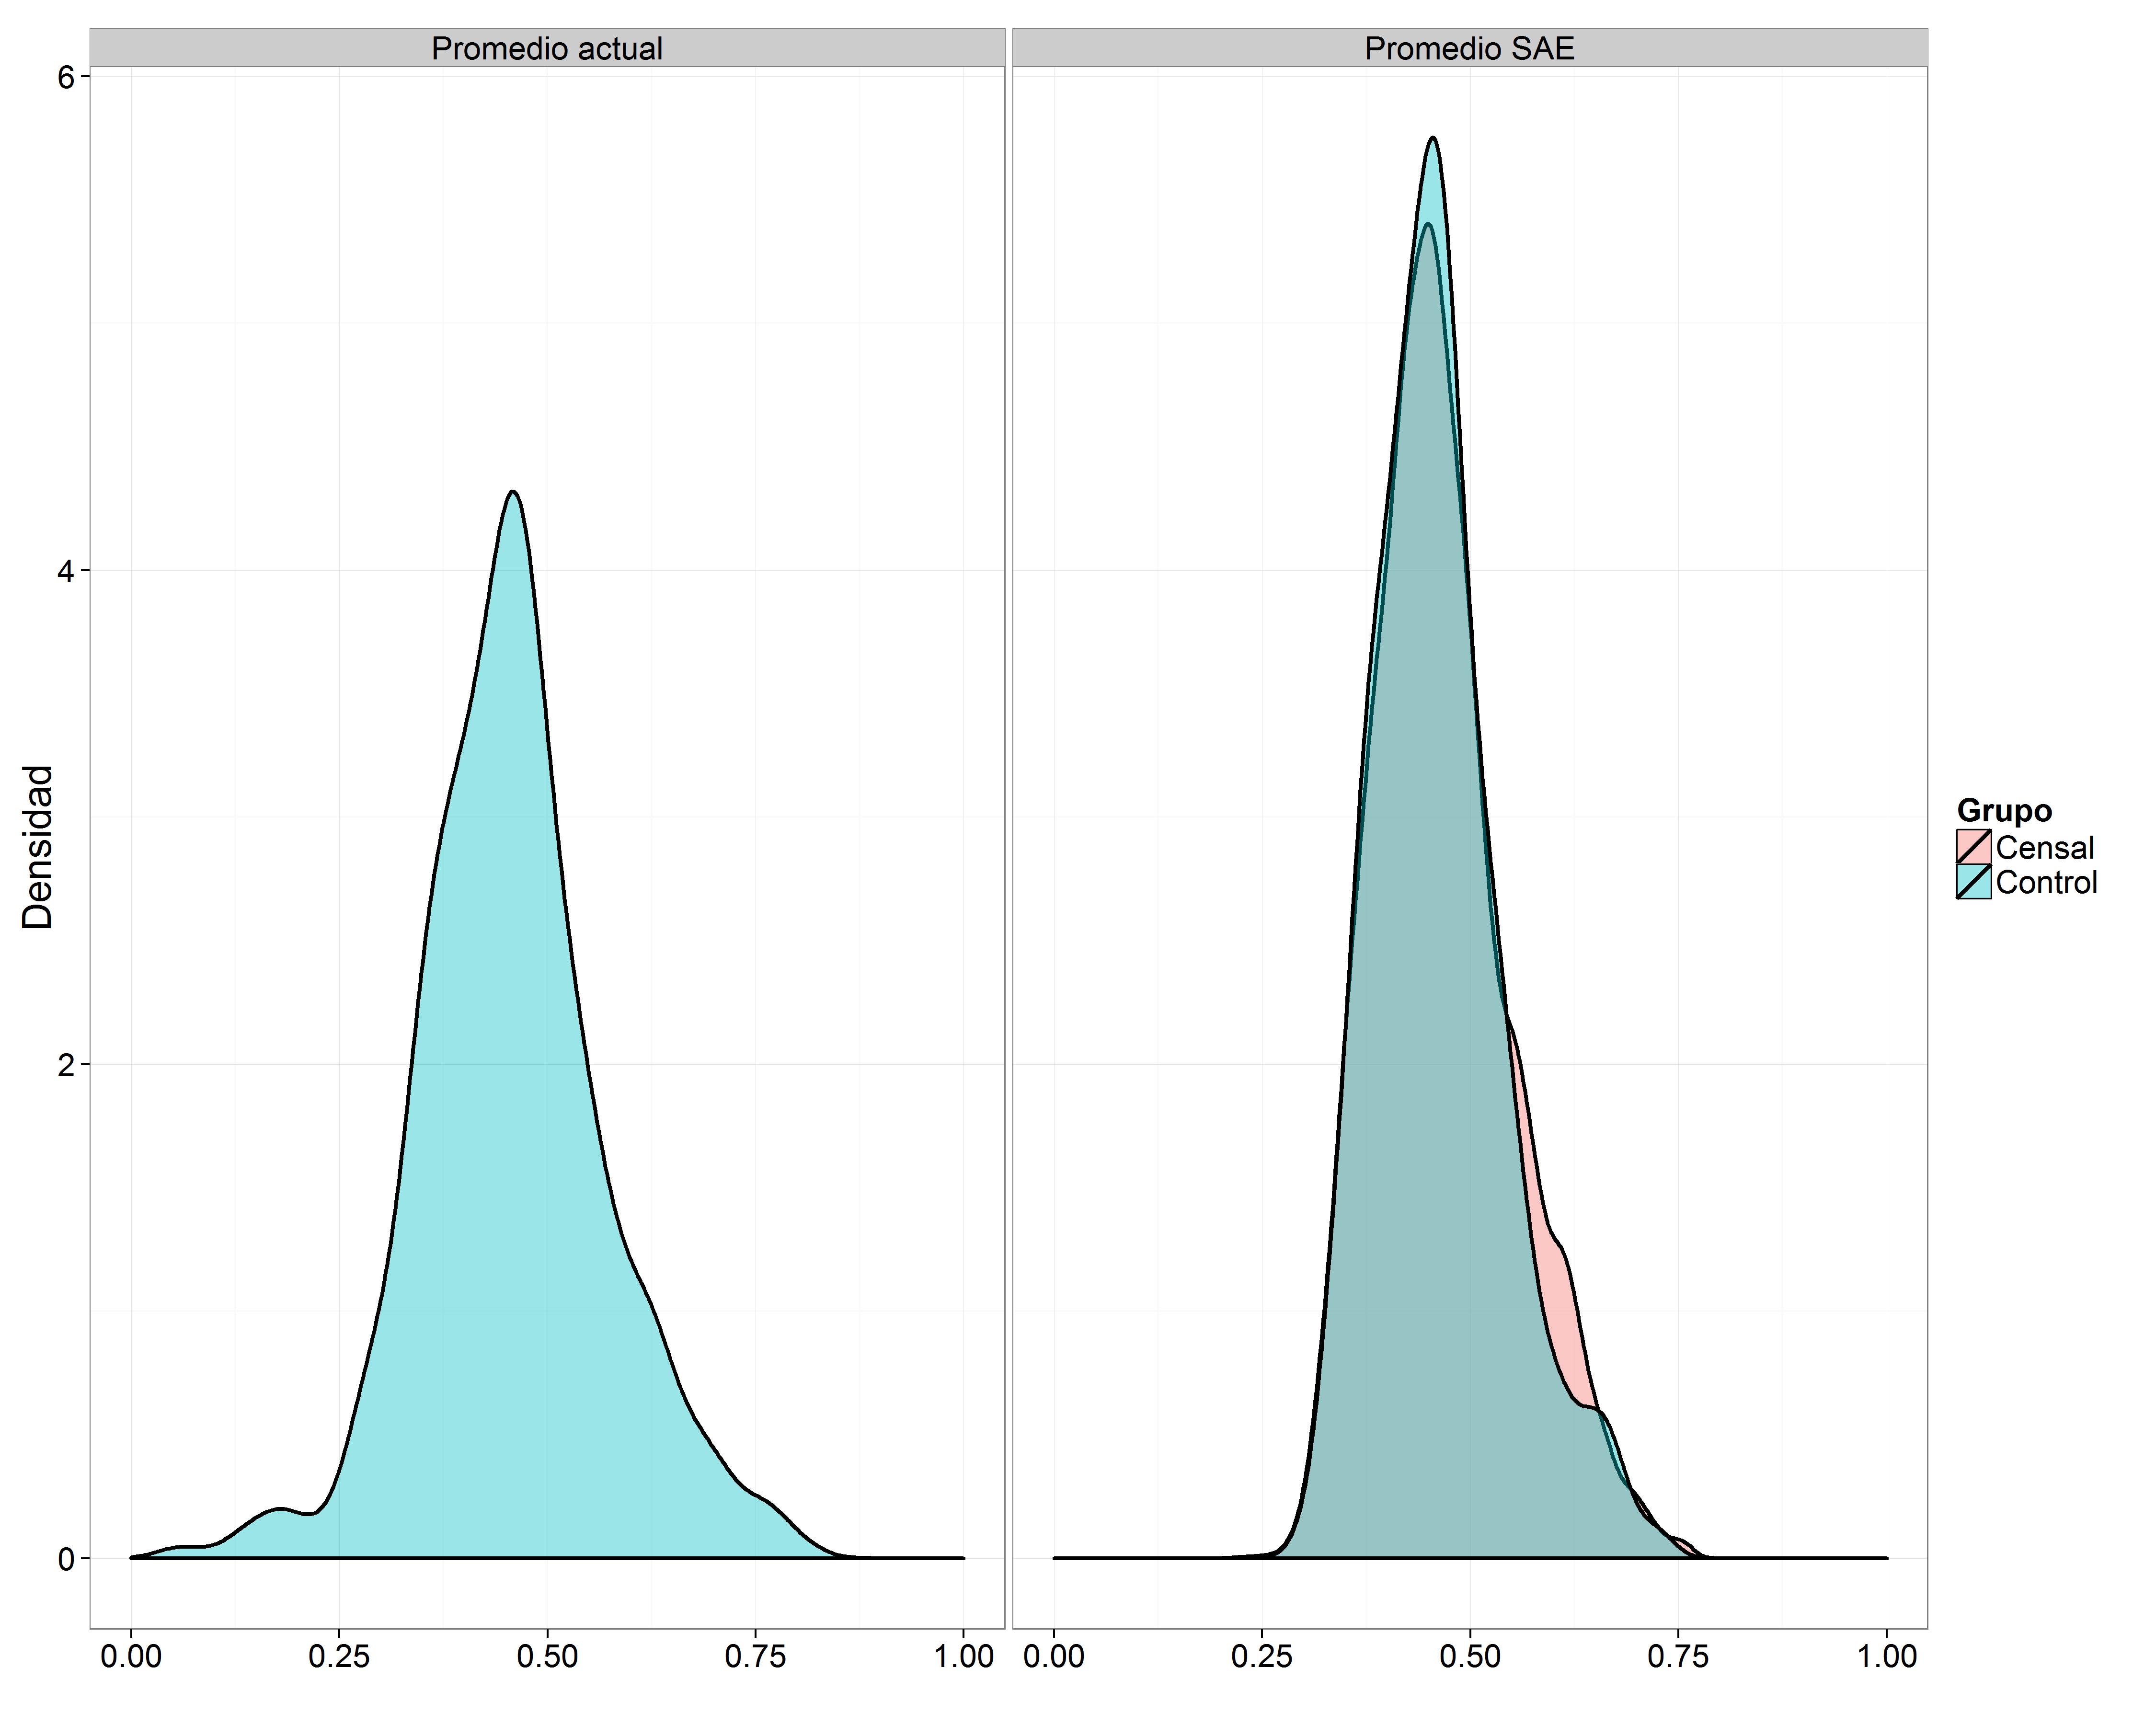 Promedio actual
Promedio SAE
6
4
2
0
Densidad
0.00 0.25 0.50 0.75 1.00
0.00 0.25 0.50 0.75 1.00
Grupo
Censal
Control